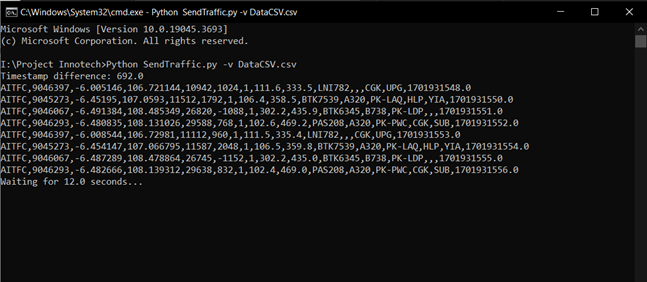 C:\Windows\System32\cmd.exe - Python  SendTraffic.py -v DataCSV.csv
Microsoft Windows [Version 10.0.19045.3693]
(c) Microsoft Corporation. All rights reserved.
I:\Project Innotech>Python SendTraffic.py -v DataCSV.csv
Timestamp difference: 692.0
AITFC,9046397,-6.005146,106.721144,10942,1024,1,111.6,333.5,LNI782,,,CGK,UPG,1701931548.0
AITFC,9045273,-6.45195,107.0593,11512,1792,1,106.4,358.5,BTK7539,A320,PK-LAQ,HLP,YIA,1701931550.0
AITFC,9046067,-6.491384,108.485349,26820,-1088,1,302.2,435.9,BTK6345,B738,PK-LDP,,,1701931551.0
AITFC,9046293,-6.480835,108.131026,29588,768,1,102.6,469.2,PAS208,A320,PK-PWC,CGK,SUB,1701931552.0
AITFC,9046397,-6.008544,106.72981,11112,960,1,111.5,335.4,LNI782,,,CGK,UPG,1701931553.0
AITFC,9045273,-6.454147,107.066795,11587,2048,1,106.5,359.8,BTK7539,A320,PK-LAQ,HLP,YIA,1701931554.0
AITFC,9046067,-6.487289,108.478864,26745,-1152,1,302.2,435.0,BTK6345,B738,PK-LDP,,,1701931555.0
AITFC,9046293,-6.482666,108.139312,29638,832,1,102.4,469.0,PAS208,A320,PK-PWC,CGK,SUB,1701931556.0
Waiting for 12.0 seconds...